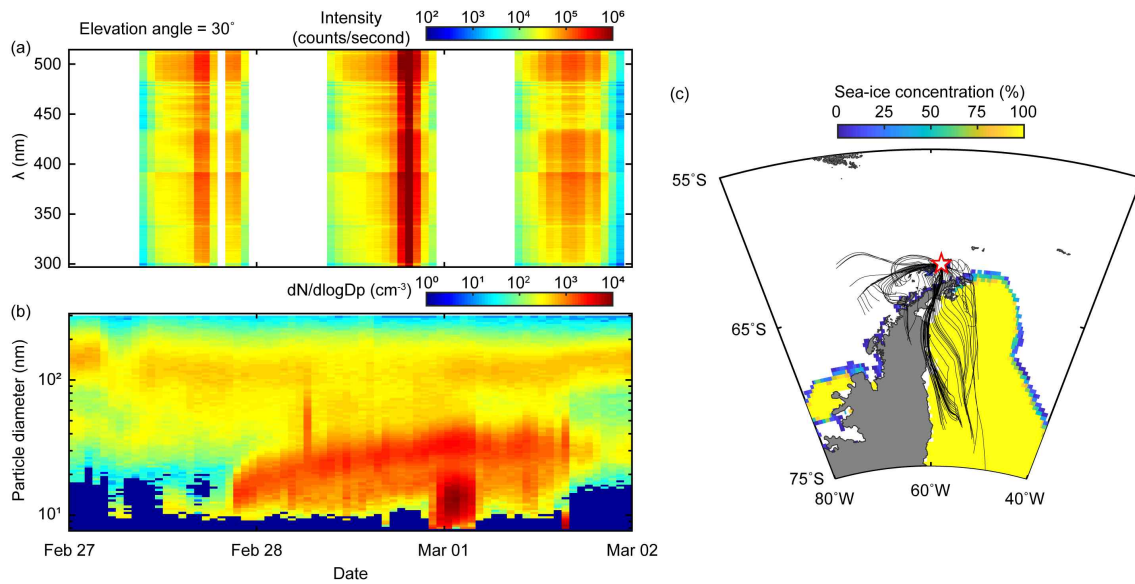 (a)
Elevation angle = 30°
Intensity
(counts/second)
10² 10³ 10⁴ 10⁵ 10⁶
500
450
400
350
300
λ (nm)
dN/dlogDp (cm⁻³)
10⁰ 10¹ 10² 10³ 10⁴
(b)
10²
10¹
Particle diameter (nm)
Feb 27 Feb 28 Mar 01 Mar 02
Date
(c)
Sea-ice concentration (%)
0 25 50 75 100
55°S
65°S
75°S
80°W 60°W 40°W